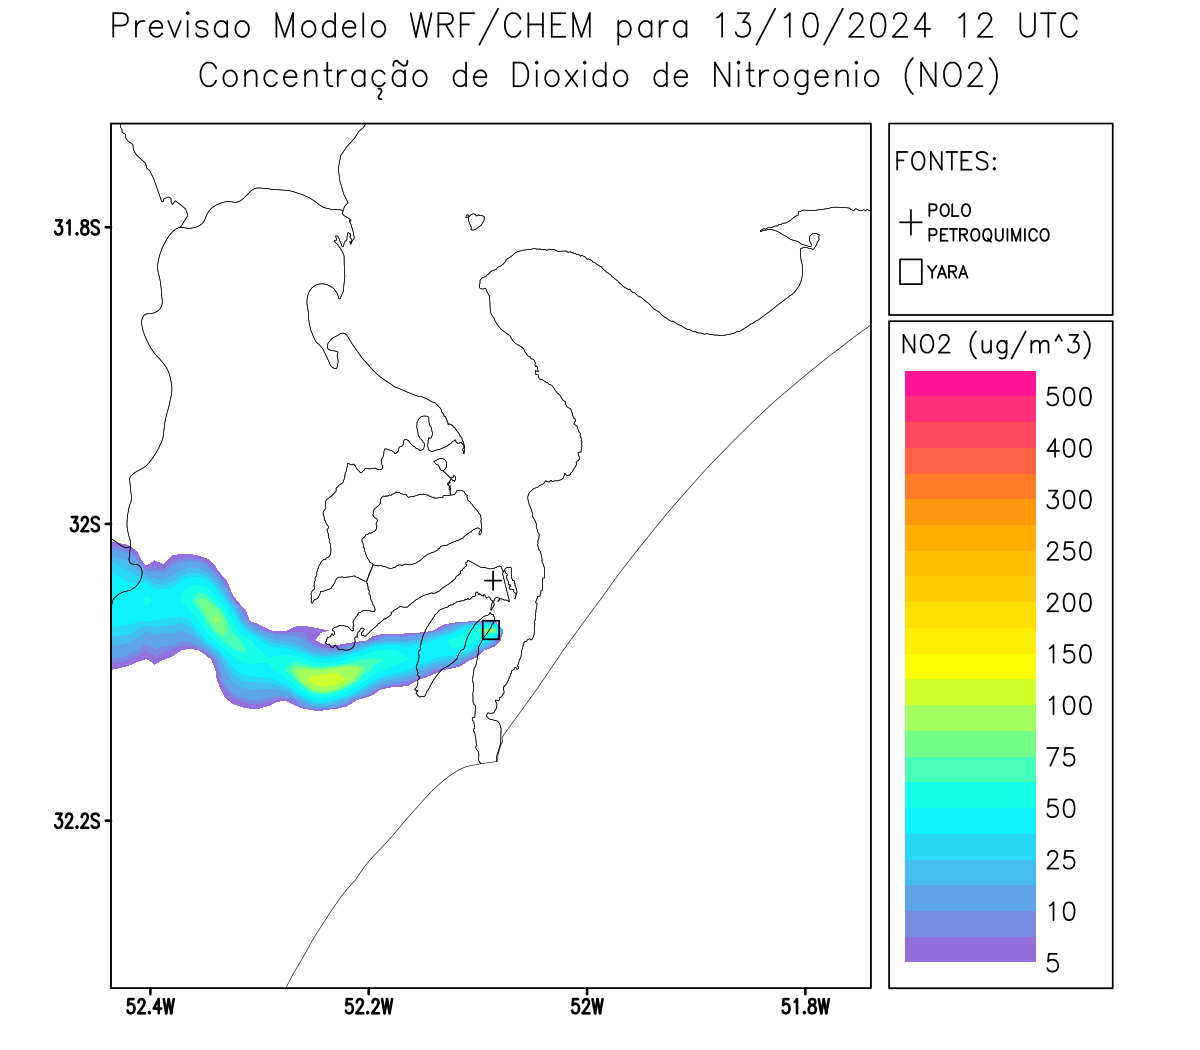 Previsao Modelo WRF/CHEM para 13/10/2024 12 UTC
Concentração de Dioxido de Nitrogenio (NO2)
FONTES:
POLO
PETROQUIMICO
YARA
NO2 (ug/m^3)
500
400
300
250
200
150
100
75
50
25
10
5
31.8S
32S
32.2S
52.4W
52.2W
52W
51.8W